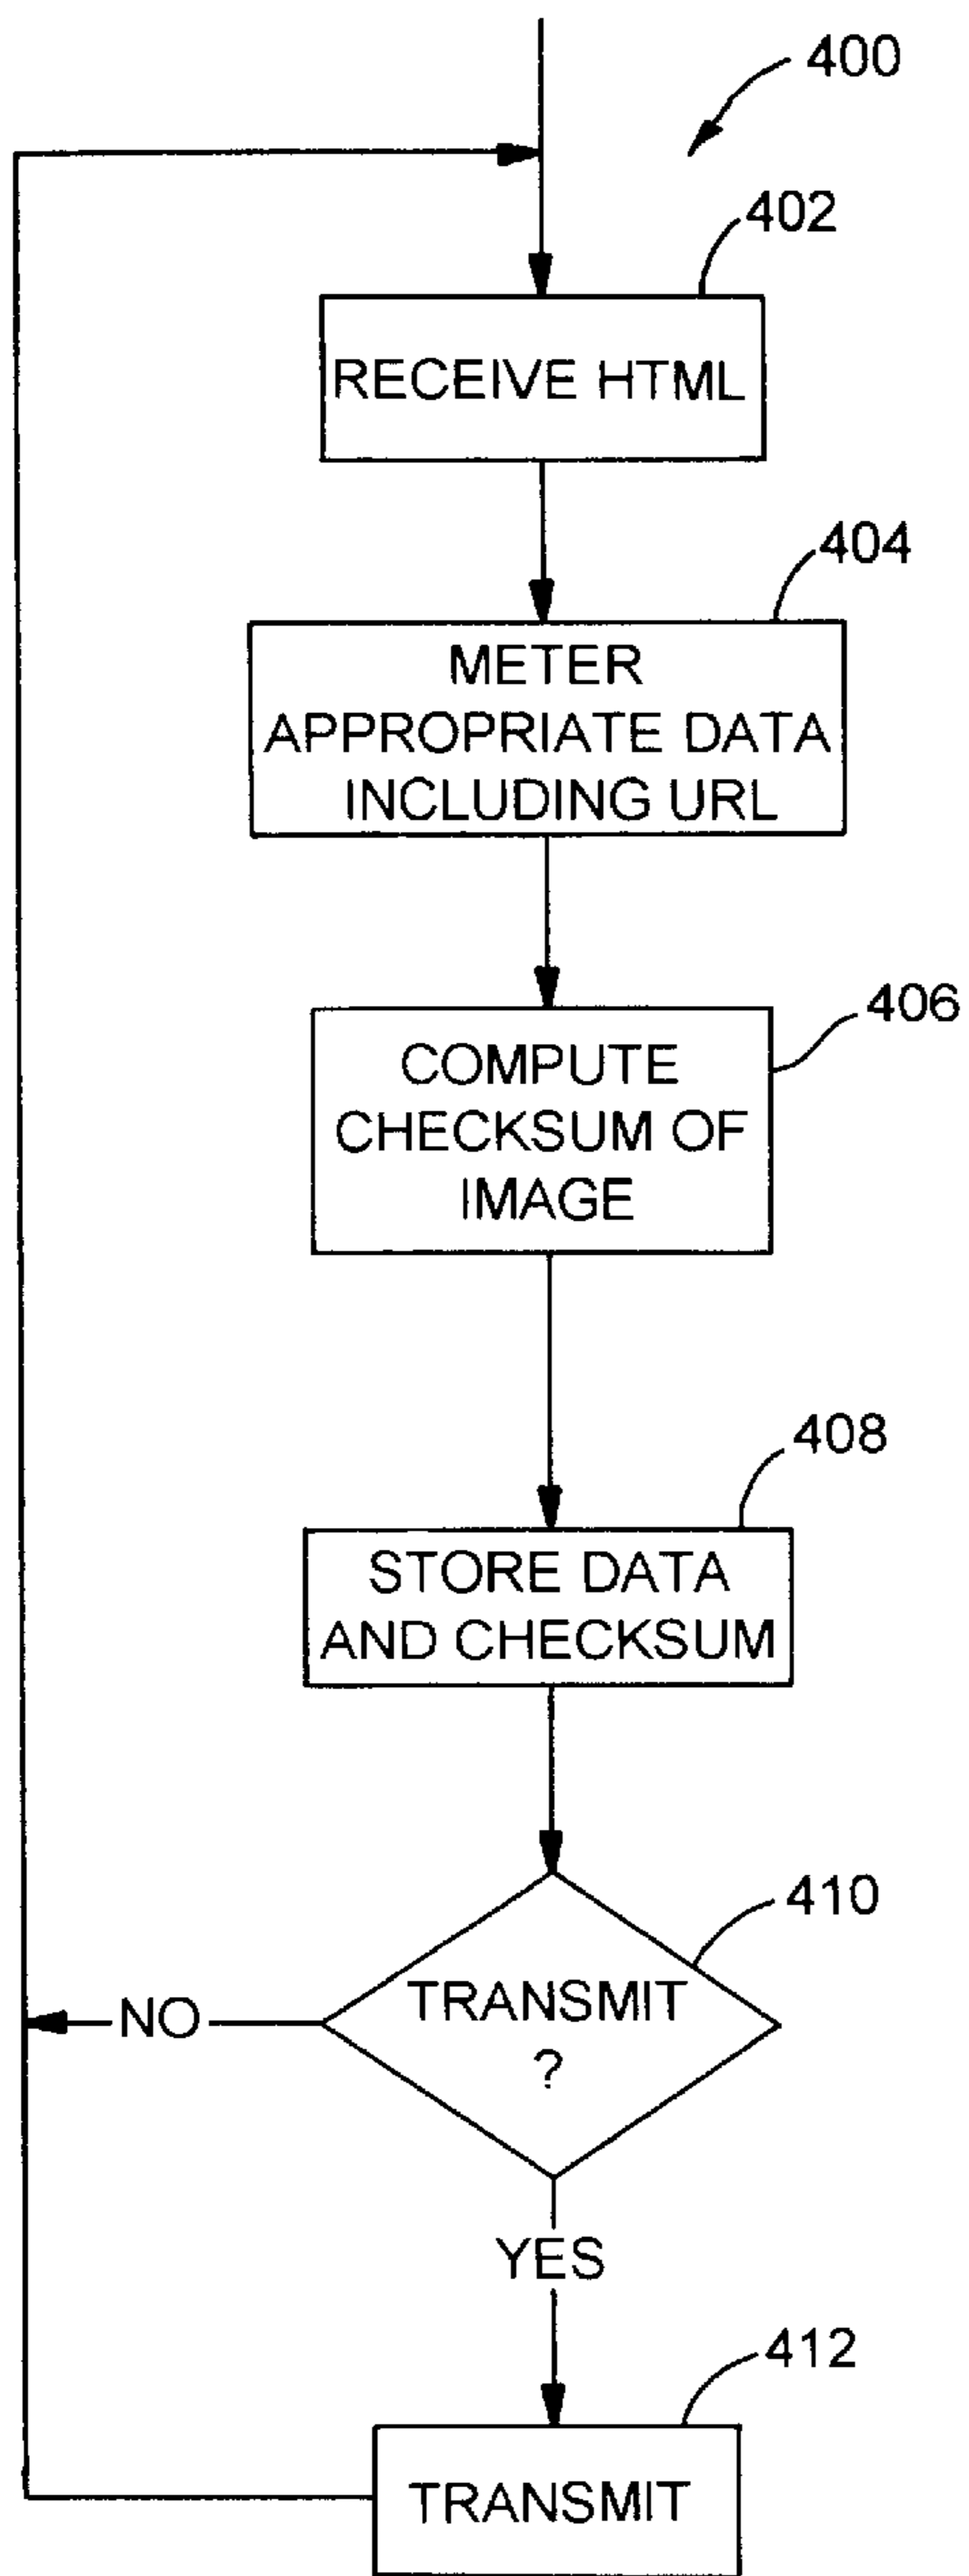 400
402
RECEIVE HTML
404
METER
APPROPRIATE DATA
INCLUDING URL
406
COMPUTE
CHECKSUM OF
IMAGE
408
STORE DATA
AND CHECKSUM
410
TRANSMIT
?
NO
YES
412
TRANSMIT